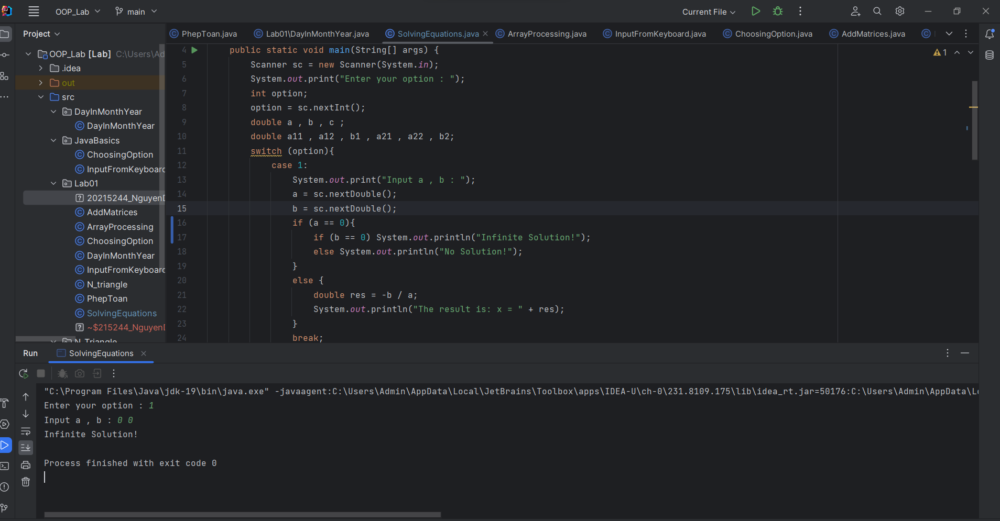 OOP_Lab
main
Current File
Project
PhepToan.java
Lab01\DayInMonthYear.java
SolvingEquations.java
ArrayProcessing.java
InputFromKeyboard.java
ChoosingOption.java
AddMatrices.java
OOP_Lab [Lab] C:\Users\Ad
.idea
out
src
DayInMonthYear
DayInMonthYear
JavaBasics
ChoosingOption
InputFromKeyboard
Lab01
20215244_NguyenD
AddMatrices
ArrayProcessing
ChoosingOption
DayInMonthYear
InputFromKeyboard
N_triangle
PhepToan
SolvingEquations
~$215244_NguyenD
N_Triangle
1
4 public static void main(String[] args) {
5 Scanner sc = new Scanner(System.in);
6 System.out.print("Enter your option : ");
7 int option;
8 option = sc.nextInt();
9 double a , b , c ;
10 double a11 , a12 , b1 , a21 , a22 , b2;
11 switch (option){
12 case 1:
13 System.out.print("Input a , b : ");
14 a = sc.nextDouble();
15 b = sc.nextDouble();
16 if (a == 0){
17 if (b == 0) System.out.println("Infinite Solution!");
18 else System.out.println("No Solution!");
19 }
20 else {
21 double res = -b / a;
22 System.out.println("The result is: x = " + res);
23 }
24 break;
Run
SolvingEquations
"C:\Program Files\Java\jdk-19\bin\java.exe" -javaagent:C:\Users\Admin\AppData\Local\JetBrains\Toolbox\apps\IDEA-U\ch-0\231.8109.175\lib\idea_rt.jar=50176:C:\Users\Admin\AppData\Lo
Enter your option : 1
Input a , b : 0 0
Infinite Solution!
Process finished with exit code 0